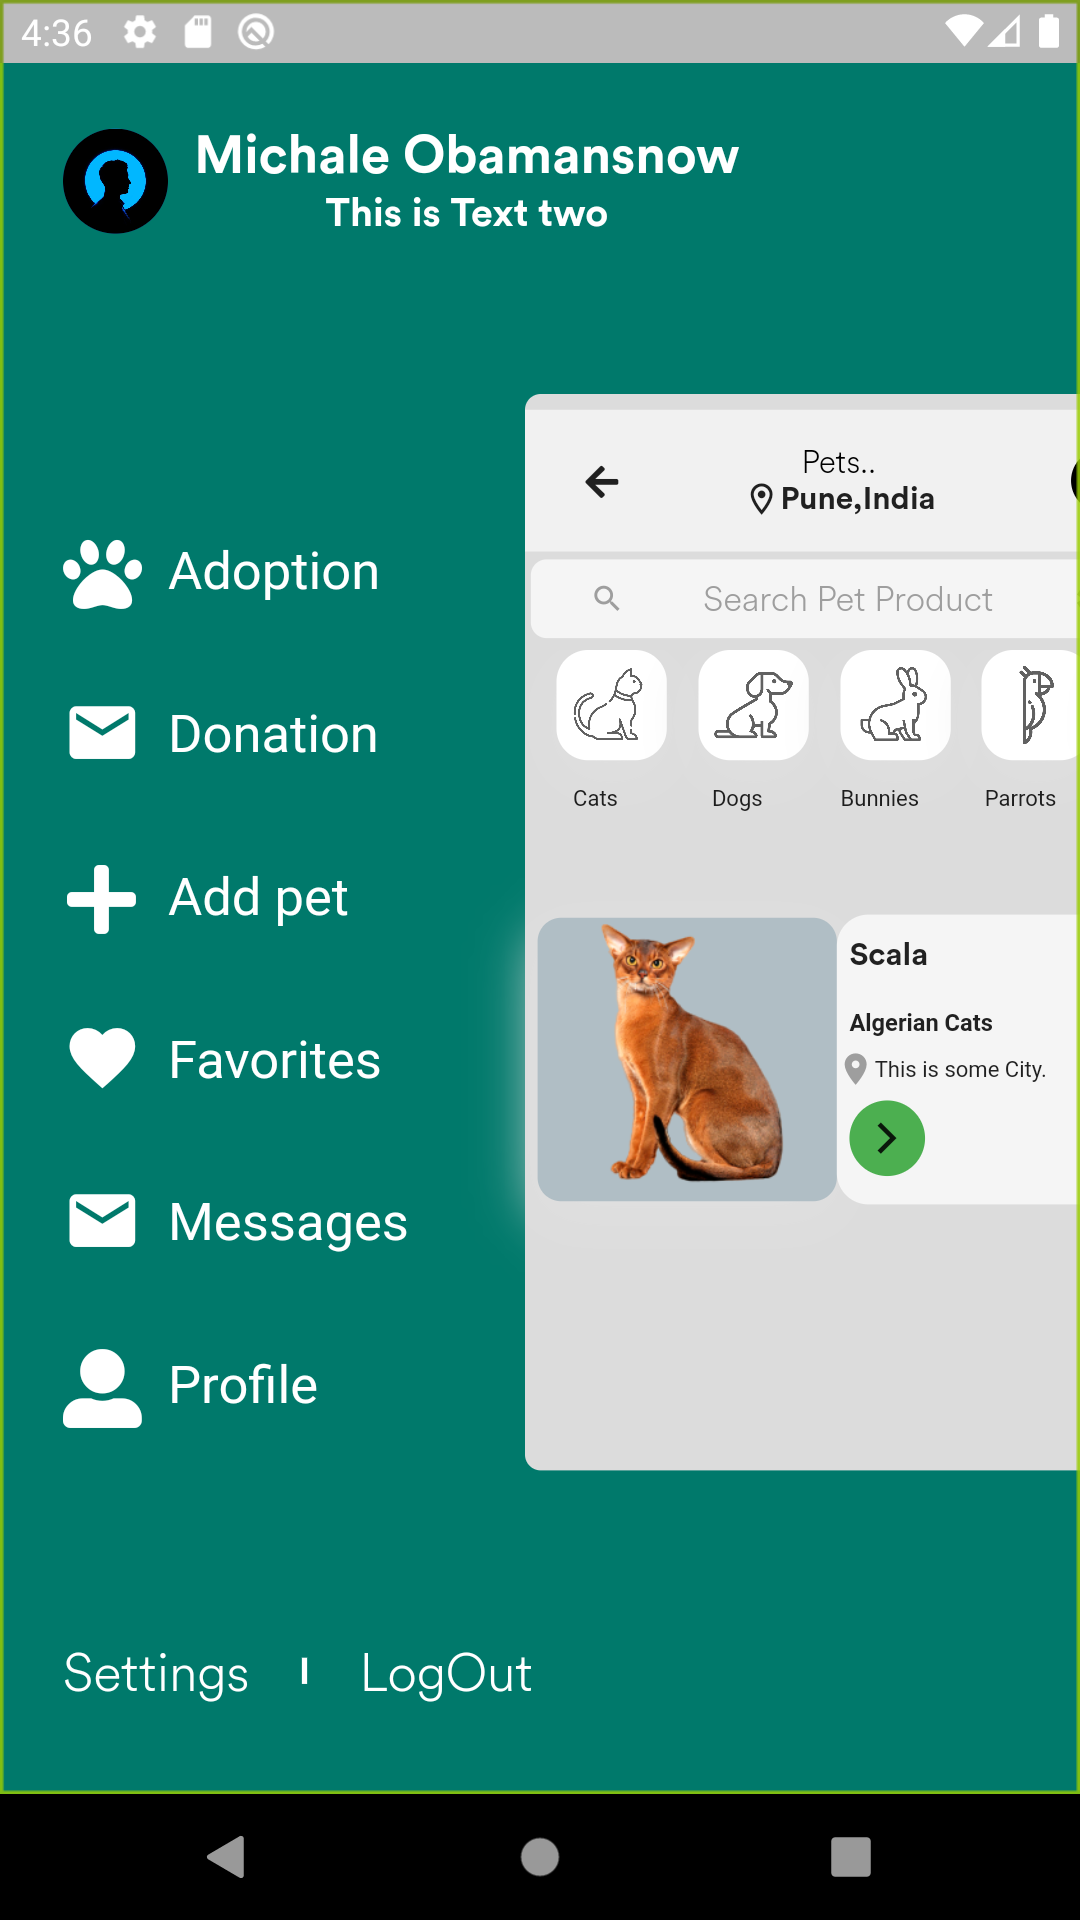 4:36
Michale Obamansnow
This is Text two
Adoption
Donation
Add pet
Favorites
Messages
Profile
Pets..
Pune,India
Search Pet Product
Cats
Dogs
Bunnies
Parrots
Scala
Algerian Cats
This is some City.
Settings
LogOut